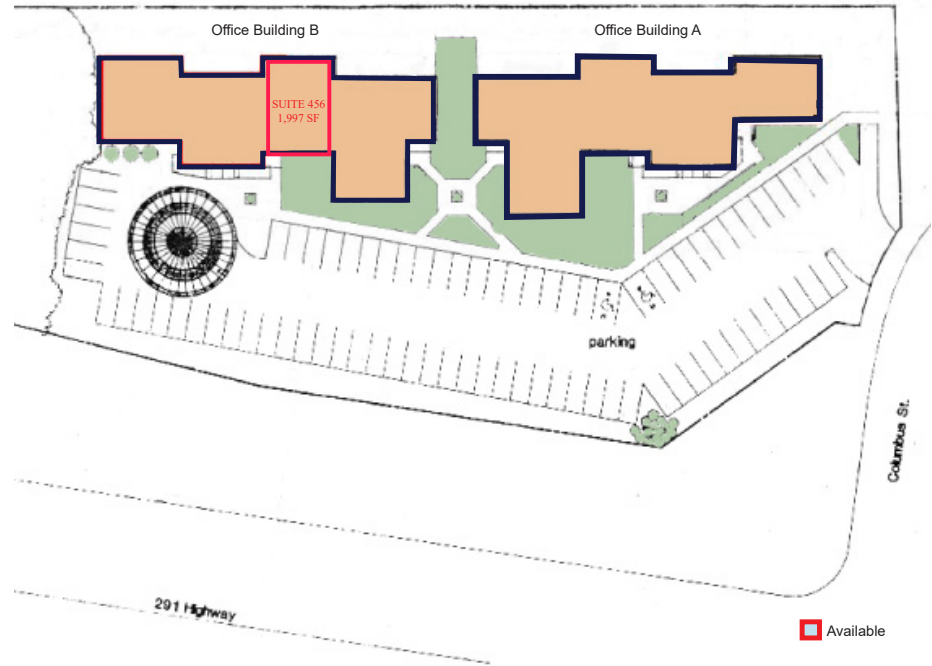 Office Building B
Office Building A
SUITE 456
1,997 SF
parking
Columbus St.
291 Highway
Available